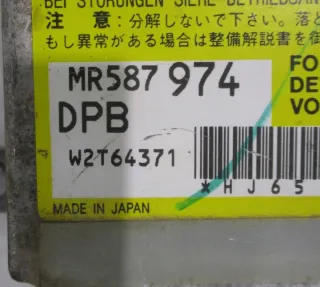 BEI STÖRUNGEN SIEHE
注 意:分解しないで下さい。落と
もし異常がある場合は整備解説書を御
MR587 974
FO
DE
VO
DPB
W2T64371
*HJ65
MADE IN JAPAN